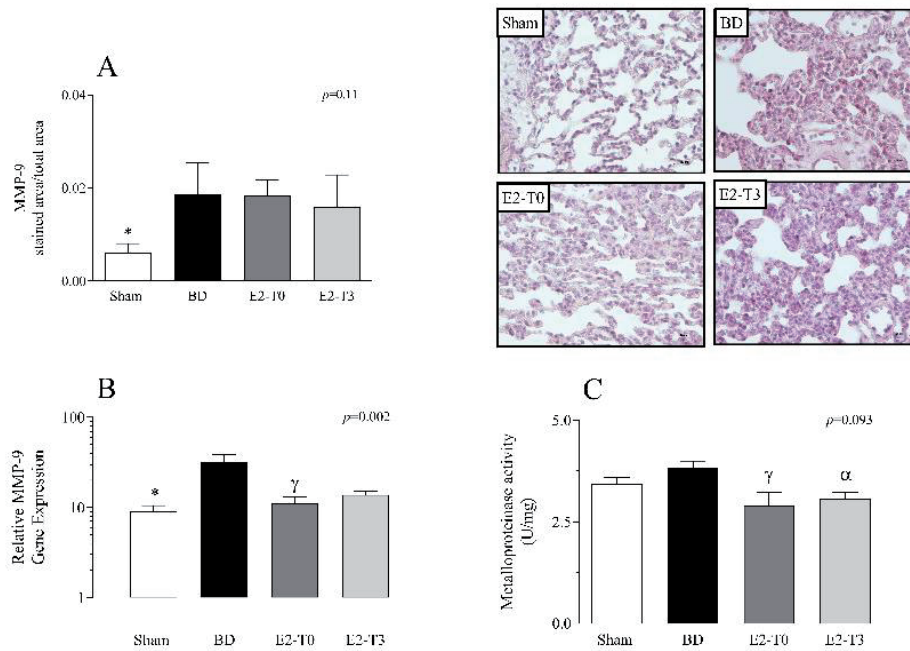 A
MMP-9
stained area/total area
0.04
0.02
0.00
p=0.11
*
Sham BD E2-T0 E2-T3
Sham
BD
E2-T0
E2-T3
B
Relative MMP-9
Gene Expression
100
10
1
p=0.002
*
γ
Sham BD E2-T0 E2-T3
C
Metalloproteinase activity
(U/mg)
5.0
2.5
0.0
p=0.093
γ
α
Sham BD E2-T0 E2-T3